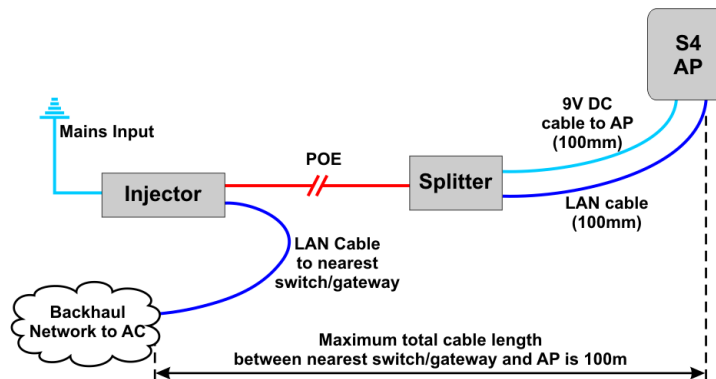 S4
AP
9V DC
cable to AP
(100mm)
Mains Input
POE
Injector
Splitter
LAN cable
(100mm)
LAN Cable
to nearest
switch/gateway
Backhaul
Network to AC
Maximum total cable length
between nearest switch/gateway and AP is 100m